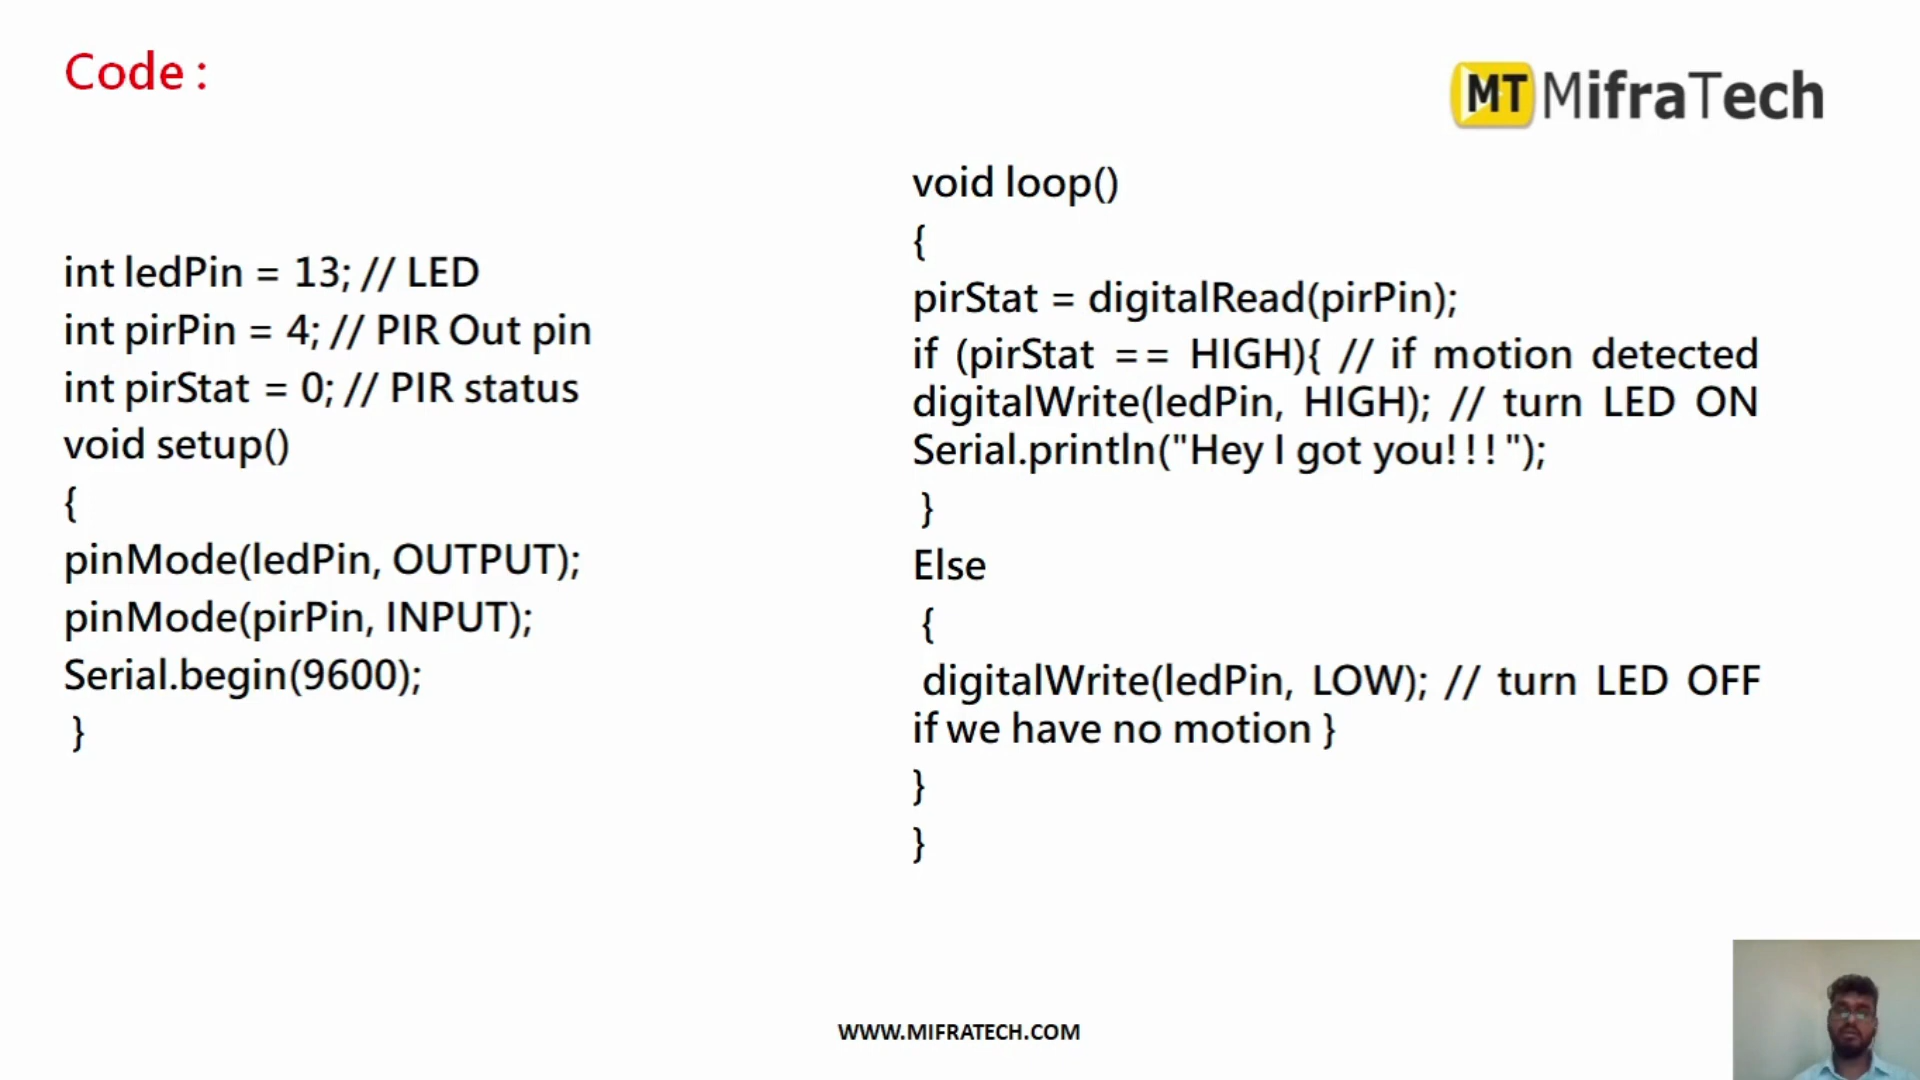 Code :
MT MifraTech
int ledPin = 13; // LED
int pirPin = 4; // PIR Out pin
int pirStat = 0; // PIR status
void setup()
{
pinMode(ledPin, OUTPUT);
pinMode(pirPin, INPUT);
Serial.begin(9600);
}
void loop()
{
pirStat = digitalRead(pirPin);
if (pirStat == HIGH){ // if motion detected
digitalWrite(ledPin, HIGH); // turn LED ON
Serial.println("Hey I got you!!!");
}
Else
{
digitalWrite(ledPin, LOW); // turn LED OFF
if we have no motion }
}
}
WWW.MIFRATECH.COM